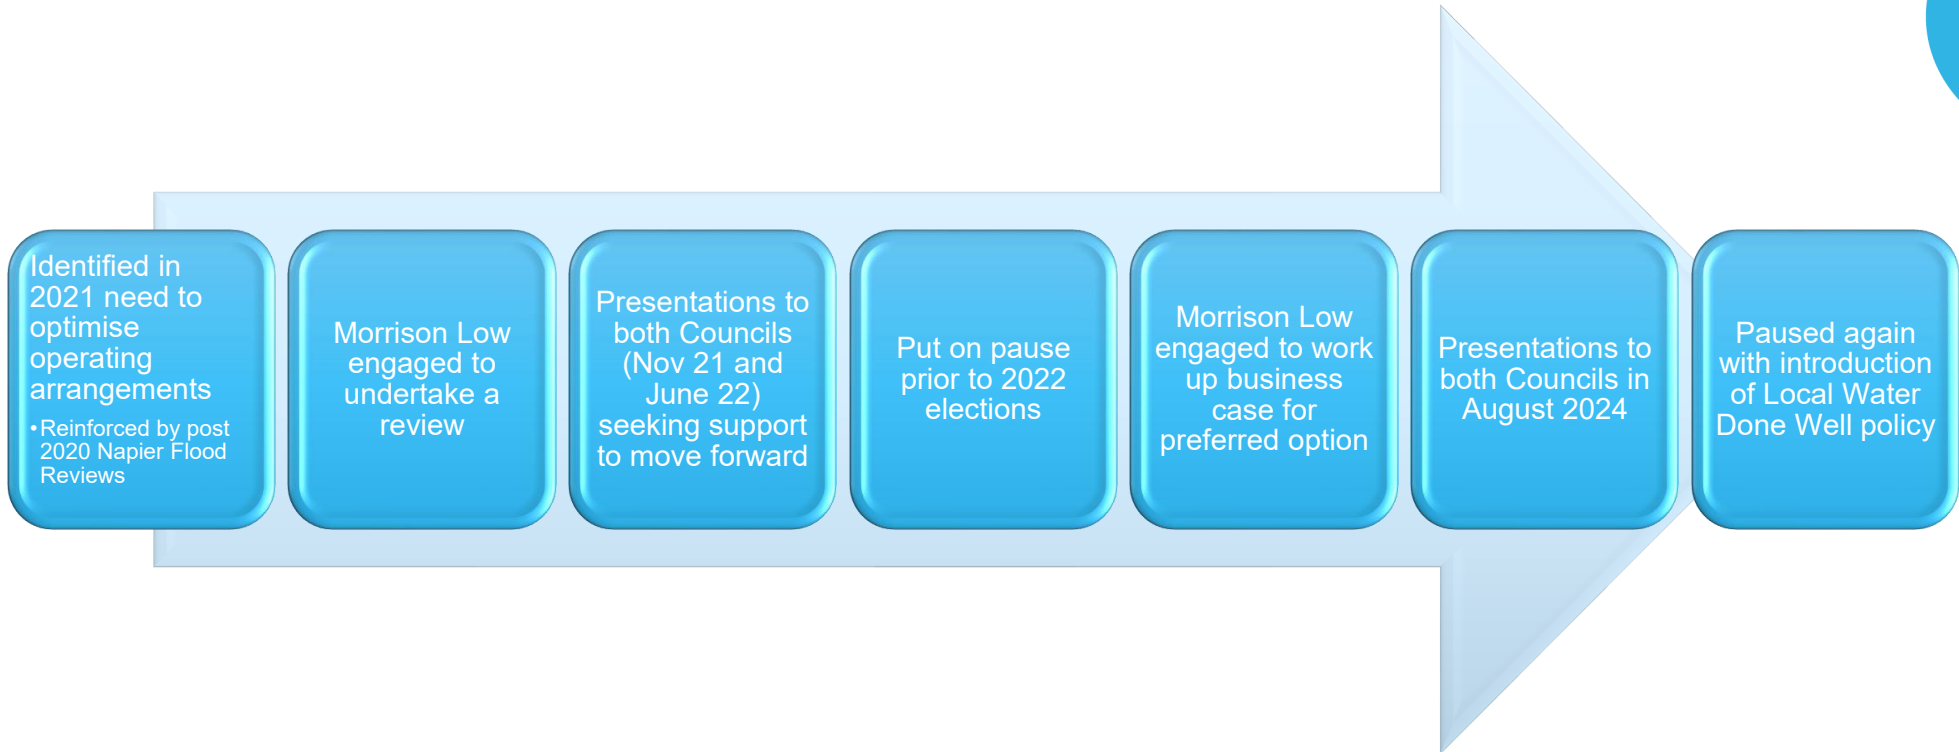 Identified in
2021 need to
optimise
operating
arrangements
•Reinforced by post
2020 Napier Flood
Reviews
Morrison Low
engaged to
undertake a
review
Presentations to
both Councils
(Nov 21 and
June 22)
seeking support
to move forward
Put on pause
prior to 2022
elections
Morrison Low
engaged to work
up business
case for
preferred option
Presentations to
both Councils in
August 2024
Paused again
with introduction
of Local Water
Done Well policy